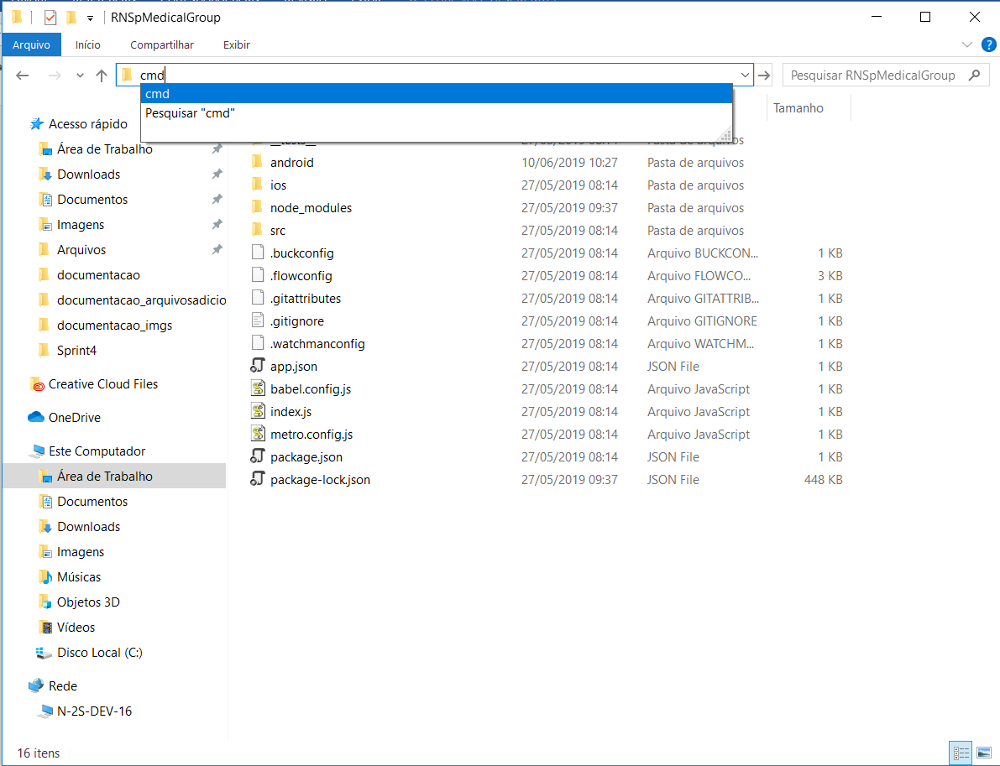 RNSpMedicalGroup
Arquivo Início Compartilhar Exibir
cmd
Pesquisar RNSpMedicalGroup
cmd
Pesquisar "cmd"
Tamanho
Acesso rápido
Área de Trabalho
Downloads
Documentos
Imagens
Arquivos
documentacao
documentacao_arquivosadicio
documentacao_imgs
Sprint4
Creative Cloud Files
OneDrive
Este Computador
Área de Trabalho
Documentos
Downloads
Imagens
Músicas
Objetos 3D
Vídeos
Disco Local (C:)
Rede
N-2S-DEV-16
__tests__ 27/05/2019 08:14 Pasta de arquivos
android 10/06/2019 10:27 Pasta de arquivos
ios 27/05/2019 08:14 Pasta de arquivos
node_modules 27/05/2019 09:37 Pasta de arquivos
src 27/05/2019 08:14 Pasta de arquivos
.buckconfig 27/05/2019 08:14 Arquivo BUCKCON... 1 KB
.flowconfig 27/05/2019 08:14 Arquivo FLOWCO... 3 KB
.gitattributes 27/05/2019 08:14 Arquivo GITATTRIB... 1 KB
.gitignore 27/05/2019 08:14 Arquivo GITIGNORE 1 KB
.watchmanconfig 27/05/2019 08:14 Arquivo WATCHM... 1 KB
app.json 27/05/2019 08:14 JSON File 1 KB
babel.config.js 27/05/2019 08:14 Arquivo JavaScript 1 KB
index.js 27/05/2019 08:14 Arquivo JavaScript 1 KB
metro.config.js 27/05/2019 08:14 Arquivo JavaScript 1 KB
package.json 27/05/2019 08:14 JSON File 1 KB
package-lock.json 27/05/2019 09:37 JSON File 448 KB
16 itens